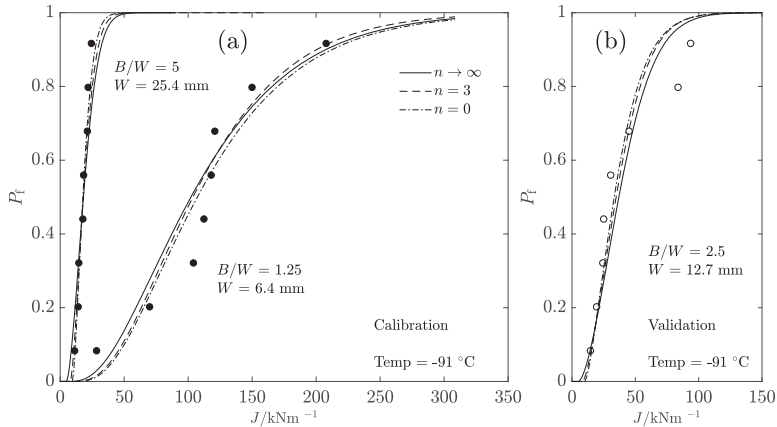 (a)
(b)
B/W = 5
W = 25.4 mm
n → ∞
n = 3
n = 0
B/W = 1.25
W = 6.4 mm
B/W = 2.5
W = 12.7 mm
Calibration
Temp = -91 °C
Validation
Temp = -91 °C
P_f
1
0.8
0.6
0.4
0.2
0
0 50 100 150 200 250 300 350
J/kNm ⁻¹
P_f
1
0.8
0.6
0.4
0.2
0
0 50 100 150
J/kNm ⁻¹